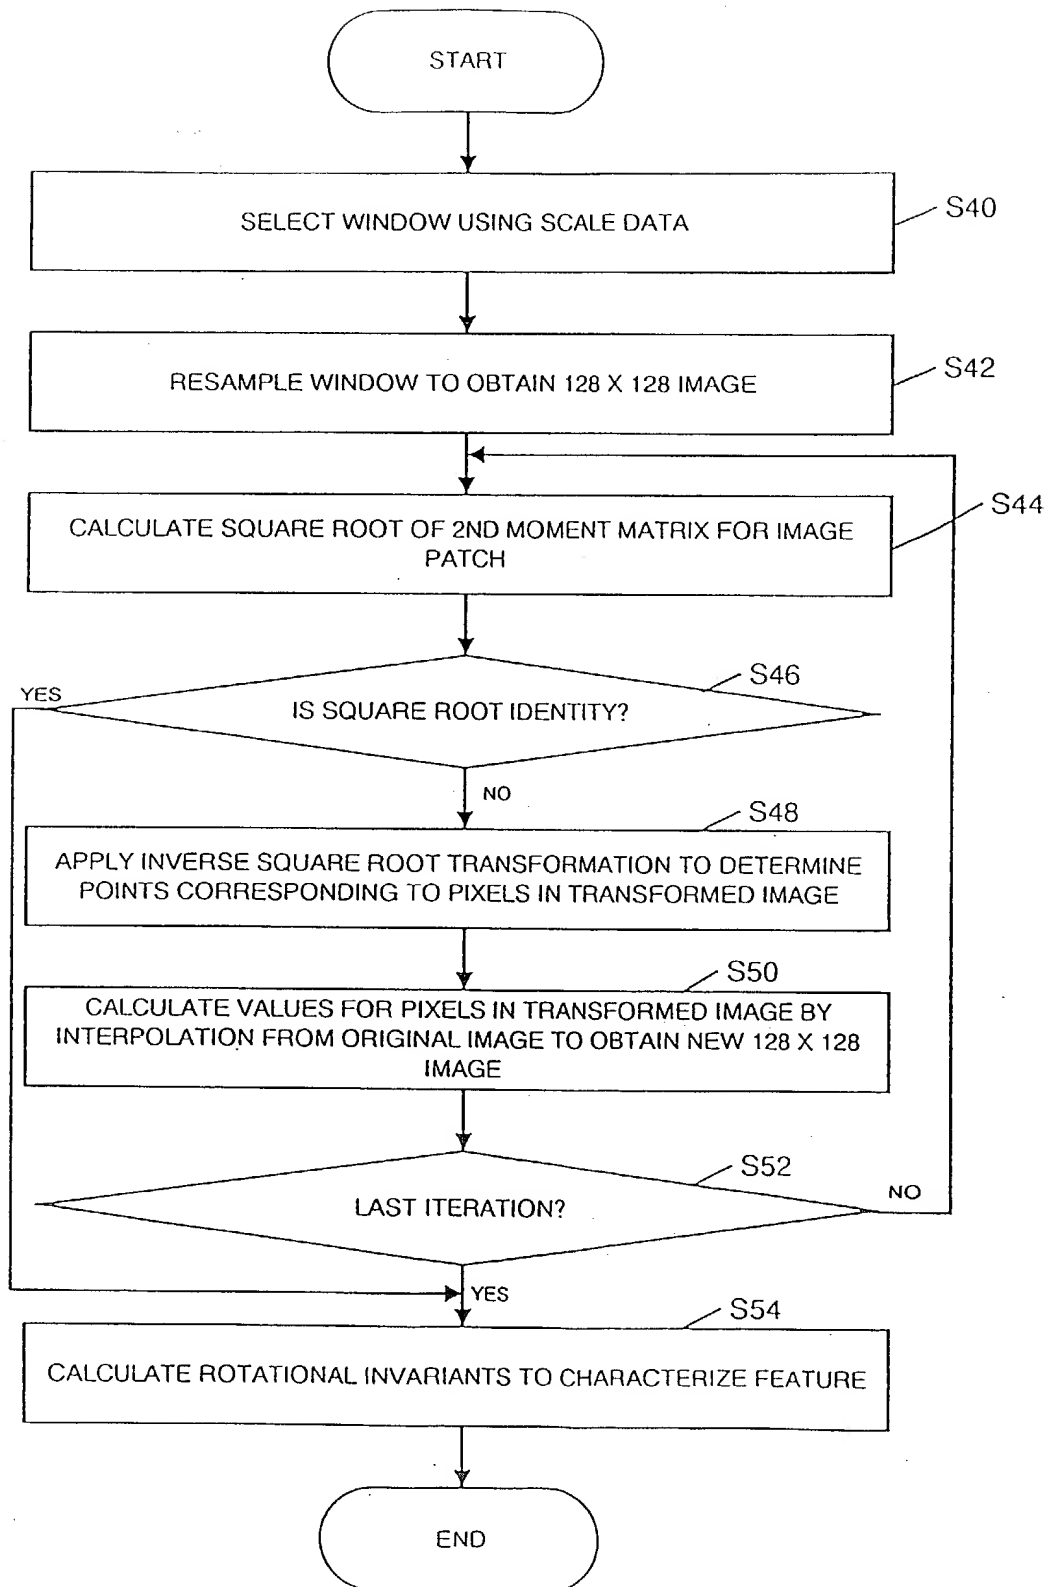 START
SELECT WINDOW USING SCALE DATA
S40
RESAMPLE WINDOW TO OBTAIN 128 X 128 IMAGE
S42
CALCULATE SQUARE ROOT OF 2ND MOMENT MATRIX FOR IMAGE
PATCH
S44
S46
YES
IS SQUARE ROOT IDENTITY?
NO
S48
APPLY INVERSE SQUARE ROOT TRANSFORMATION TO DETERMINE
POINTS CORRESPONDING TO PIXELS IN TRANSFORMED IMAGE
S50
CALCULATE VALUES FOR PIXELS IN TRANSFORMED IMAGE BY
INTERPOLATION FROM ORIGINAL IMAGE TO OBTAIN NEW 128 X 128
IMAGE
S52
LAST ITERATION?
NO
YES
S54
CALCULATE ROTATIONAL INVARIANTS TO CHARACTERIZE FEATURE
END